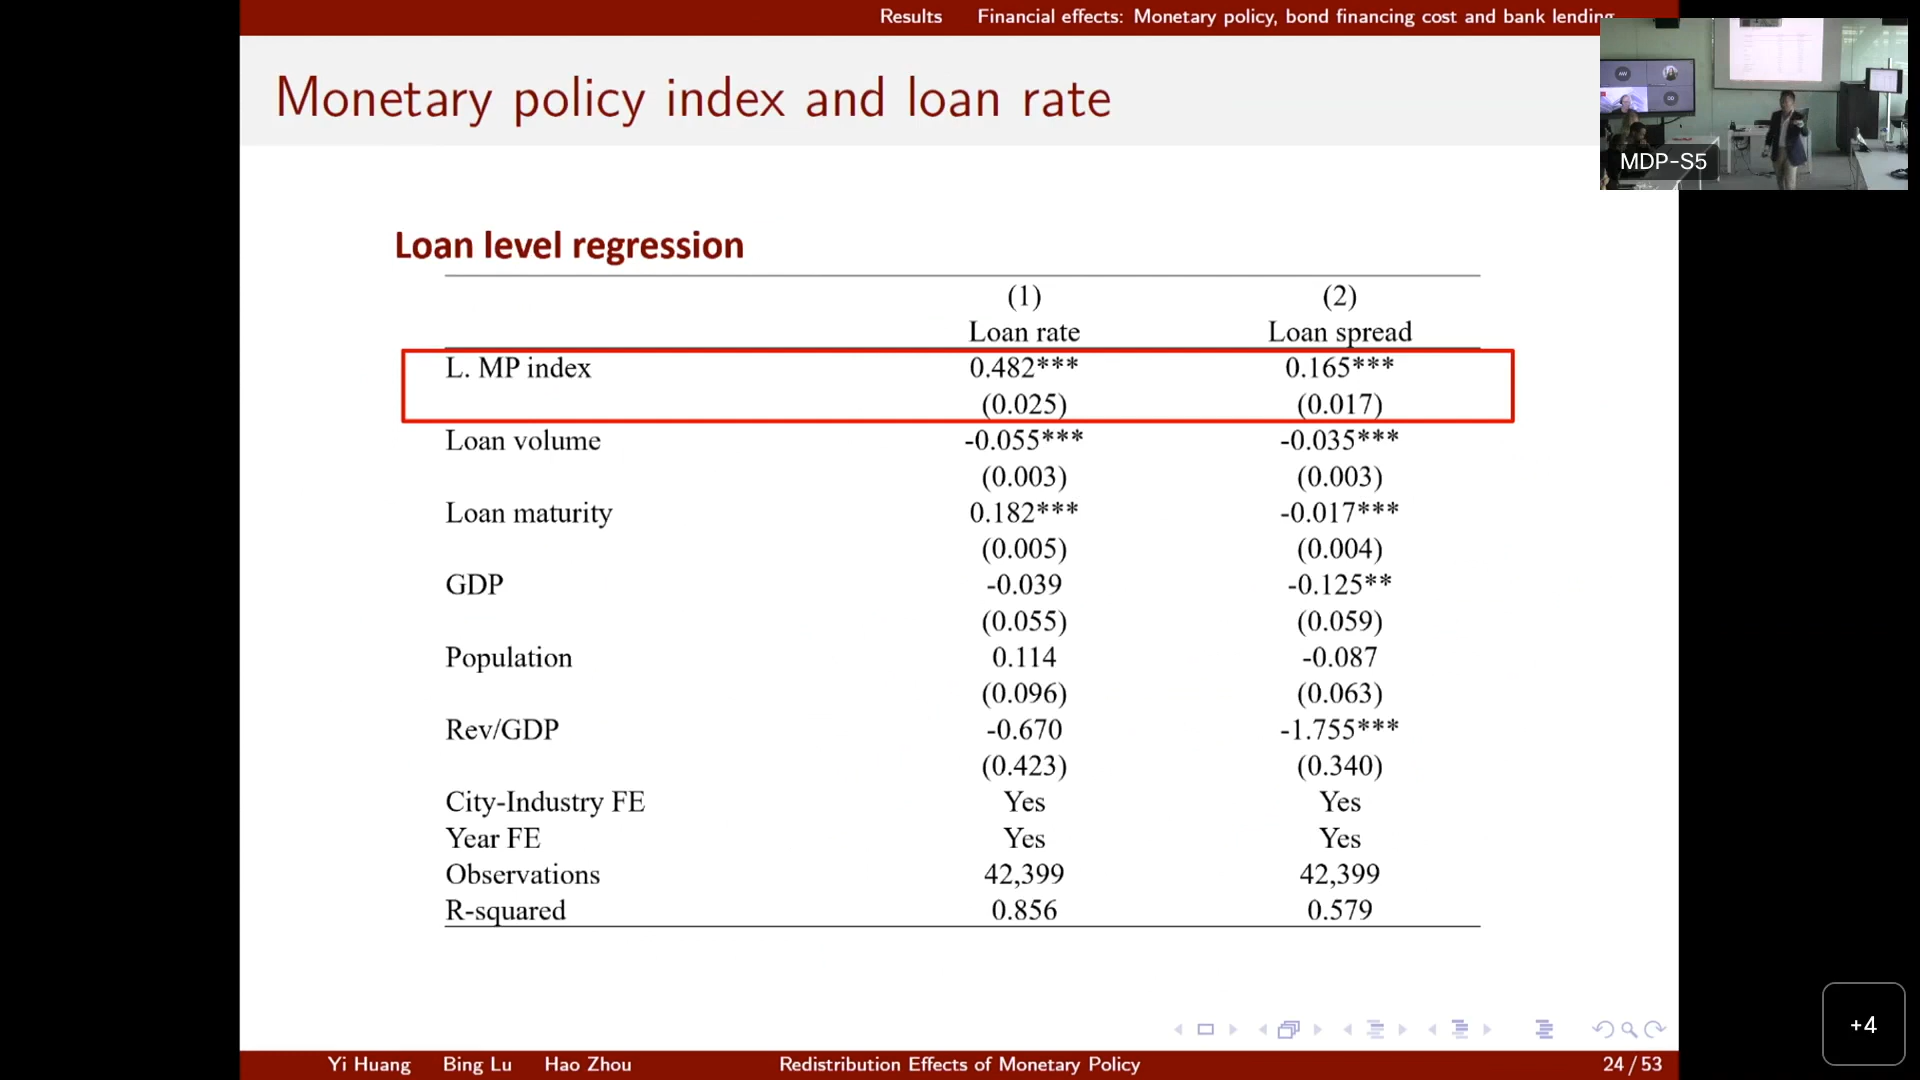 Results Financial effects: Monetary policy, bond financing cost and bank lending
Monetary policy index and loan rate
MDP-S5
Loan level regression
(1) (2)
Loan rate Loan spread
L. MP index 0.482*** 0.165***
(0.025) (0.017)
Loan volume -0.055*** -0.035***
(0.003) (0.003)
Loan maturity 0.182*** -0.017***
(0.005) (0.004)
GDP -0.039 -0.125**
(0.055) (0.059)
Population 0.114 -0.087
(0.096) (0.063)
Rev/GDP -0.670 -1.755***
(0.423) (0.340)
City-Industry FE Yes Yes
Year FE Yes Yes
Observations 42,399 42,399
R-squared 0.856 0.579
+4
Yi Huang Bing Lu Hao Zhou Redistribution Effects of Monetary Policy 24 / 53